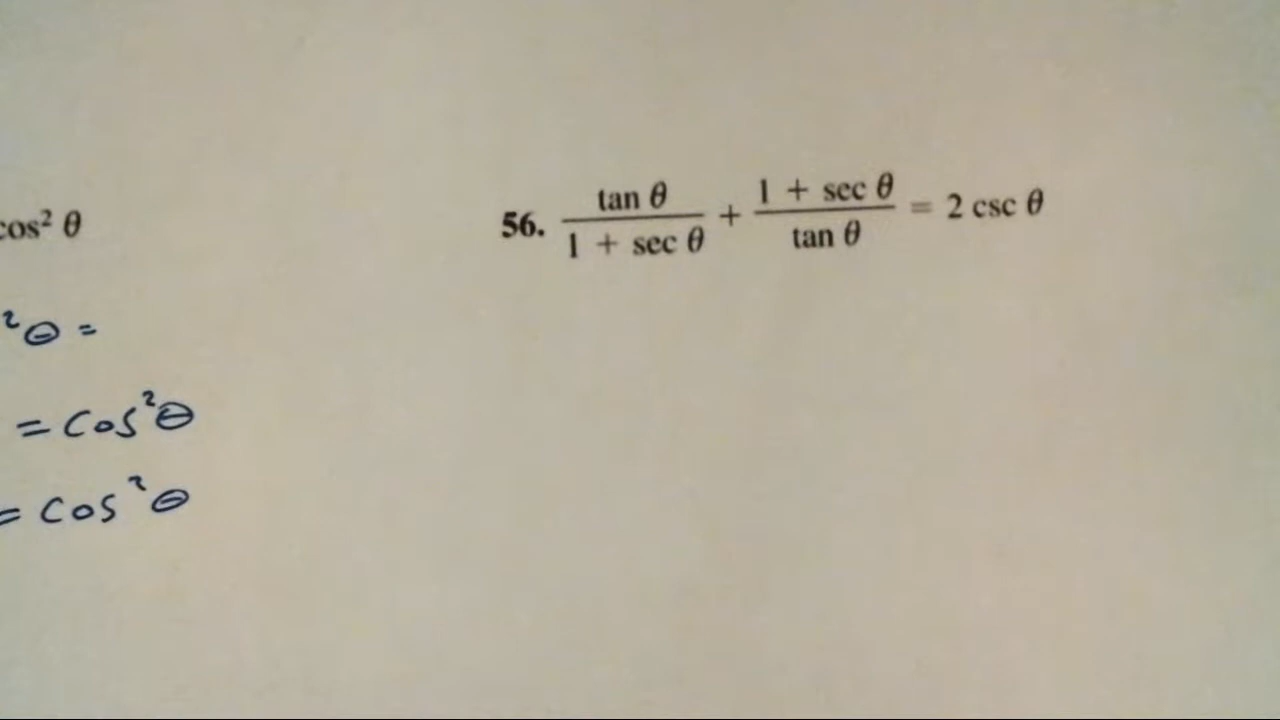 cos² θ
56. tan θ / 1 + sec θ + 1 + sec θ / tan θ = 2 csc θ
²θ =
= cos²θ
= cos²θ